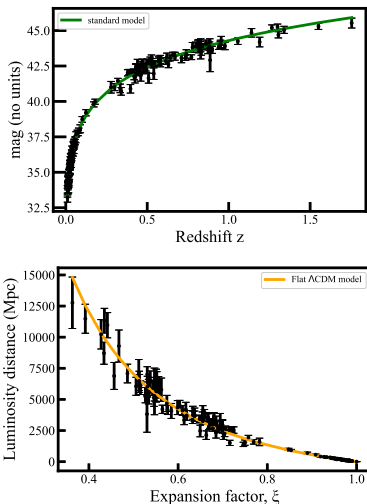 standard model
45.0
42.5
40.0
37.5
35.0
32.5
mag (no units)
0.0 0.5 1.0 1.5
Redshift z
Flat ΛCDM model
15000
12500
10000
7500
5000
2500
0
Luminosity distance (Mpc)
0.4 0.6 0.8 1.0
Expansion factor, ξ